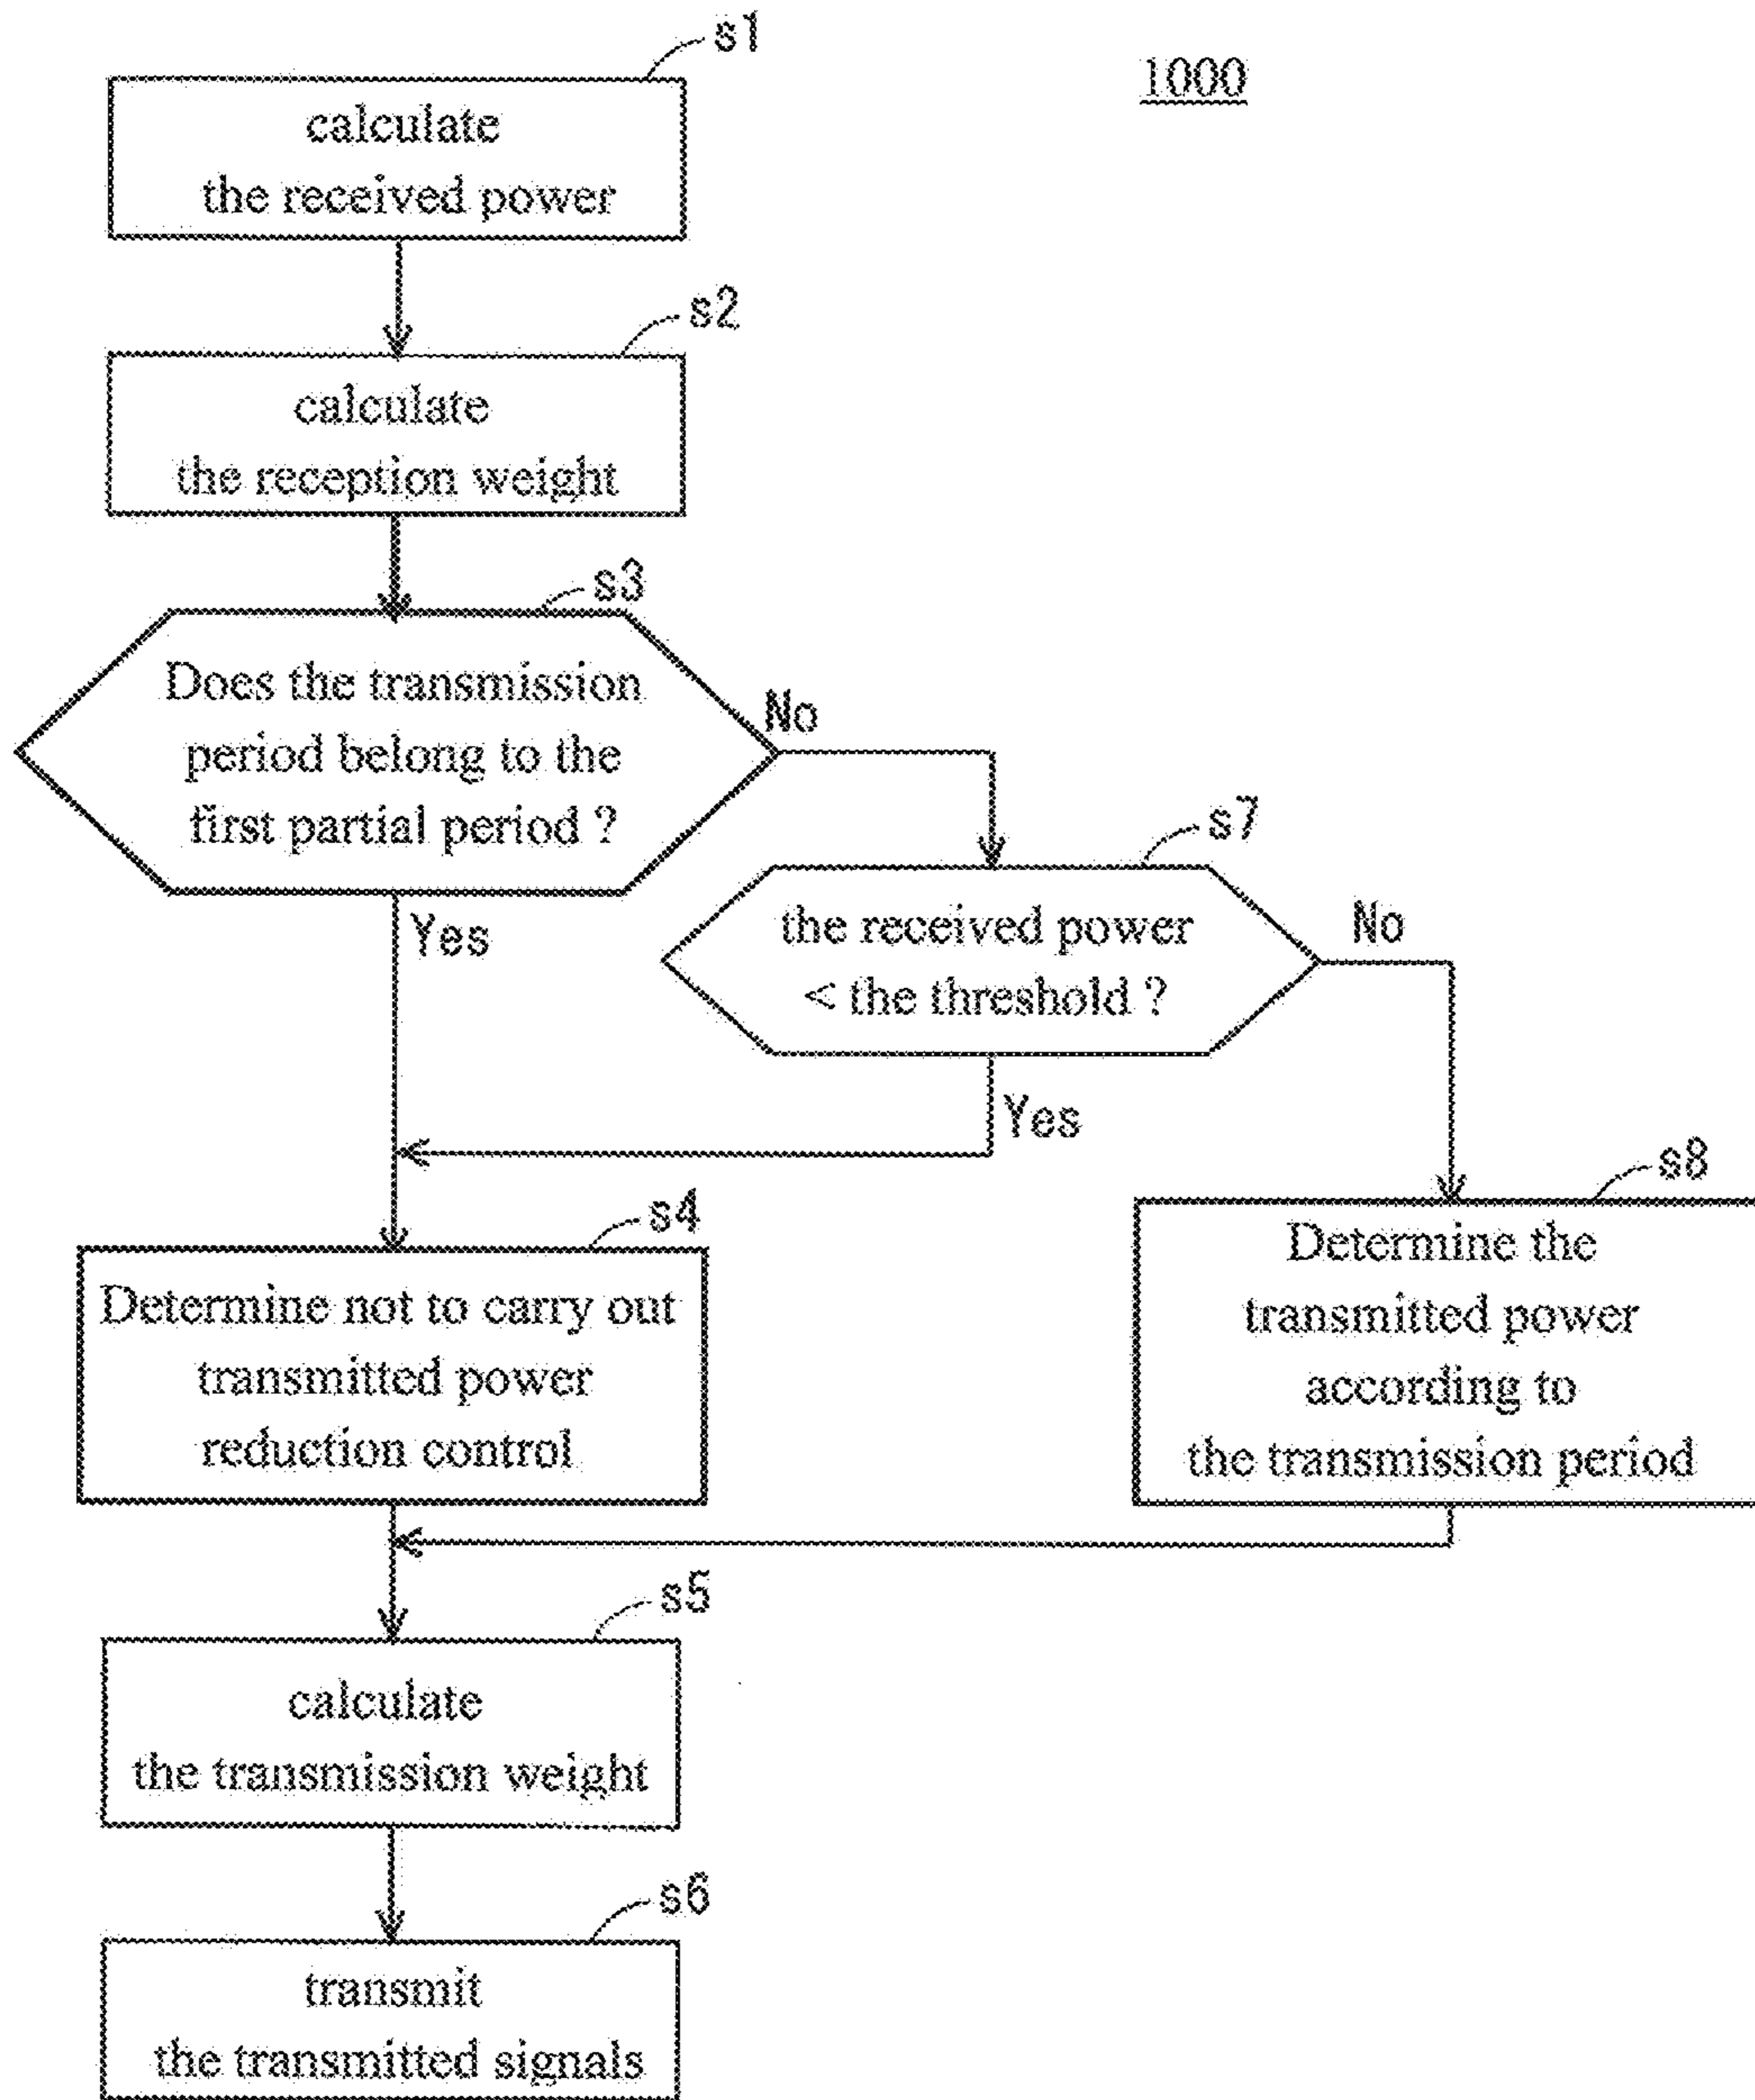 s1
1000
calculate
the received power
s2
calculate
the reception weight
s3
Does the transmission
period belong to the
first partial period ?
No
Yes
s7
the received power
< the threshold ?
No
Yes
s4
Determine not to carry out
transmitted power
reduction control
s8
Determine the
transmitted power
according to
the transmission period
s5
calculate
the transmission weight
s6
transmit
the transmitted signals